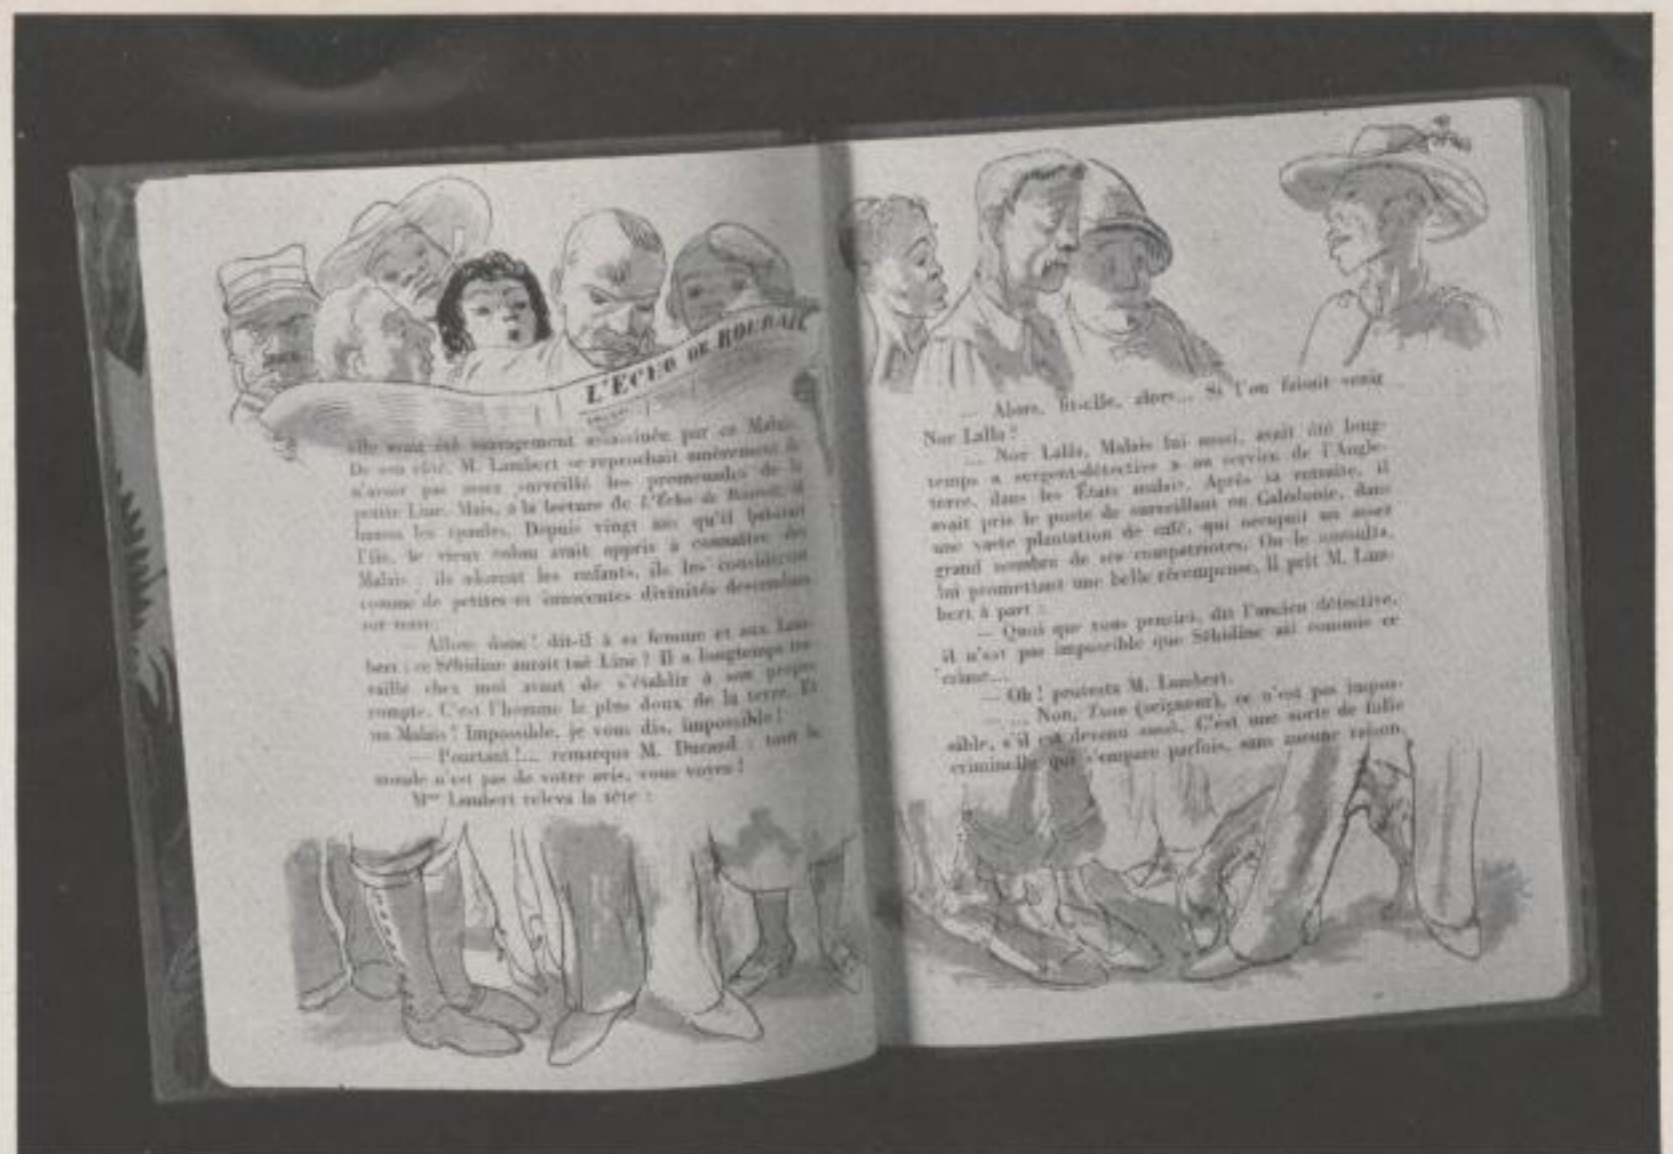 L'ÉCHO DE BOURAIL
elle avait été sauvagement assassinée par ce Malais.
De son côté, M. Lambert se reprochait amèrement de
n'avoir pas assez surveillé les promenades de la
petite Line. Mais, à la lecture de L'Écho de Bourail, il
haussa les épaules. Depuis vingt ans qu'il habitait
l'île, le vieux colon avait appris à connaître les
Malais : ils adorent les enfants, ils les considèrent
comme de petites et innocentes divinités descendues
sur terre.
— Allons donc ! dit-il à sa femme et aux
ce Sébidine aurait tué Line ? Il a longtemps tra-
vaillé chez moi avant de s'établir à son propre
compte. C'est l'homme le plus doux de la terre. Et
un Malais ! Impossible, je vous dis, impossible !
— Pourtant !... remarqua M. Durand : tout le
monde n'est pas de votre avis, vous voyez !
Mme Lambert releva la tête :
— Alors, fit-elle, alors... Si l'on faisait venir
Nor Lalla !
... Nor Lalla, Malais lui aussi, avait été long-
temps « sergent-détective » au service de l'Angle-
terre, dans les États malais. Après sa retraite, il
avait pris le poste de surveillant en Calédonie, dans
une vaste plantation de café, qui occupait un assez
grand nombre de ses compatriotes. On le consulta,
lui promettant une belle récompense. Il prit M. Lam-
bert à part :
— Quoi que vous pensiez, dit l'ancien détective,
il n'est pas impossible que Sébidine ait commis ce
crime...
— Oh ! protesta M. Lambert.
— ... Non, Tuan (seigneur), ce n'est pas impos-
sible, s'il est devenu C'est une sorte de folie
criminelle qui s'empare parfois, sans aucune raison